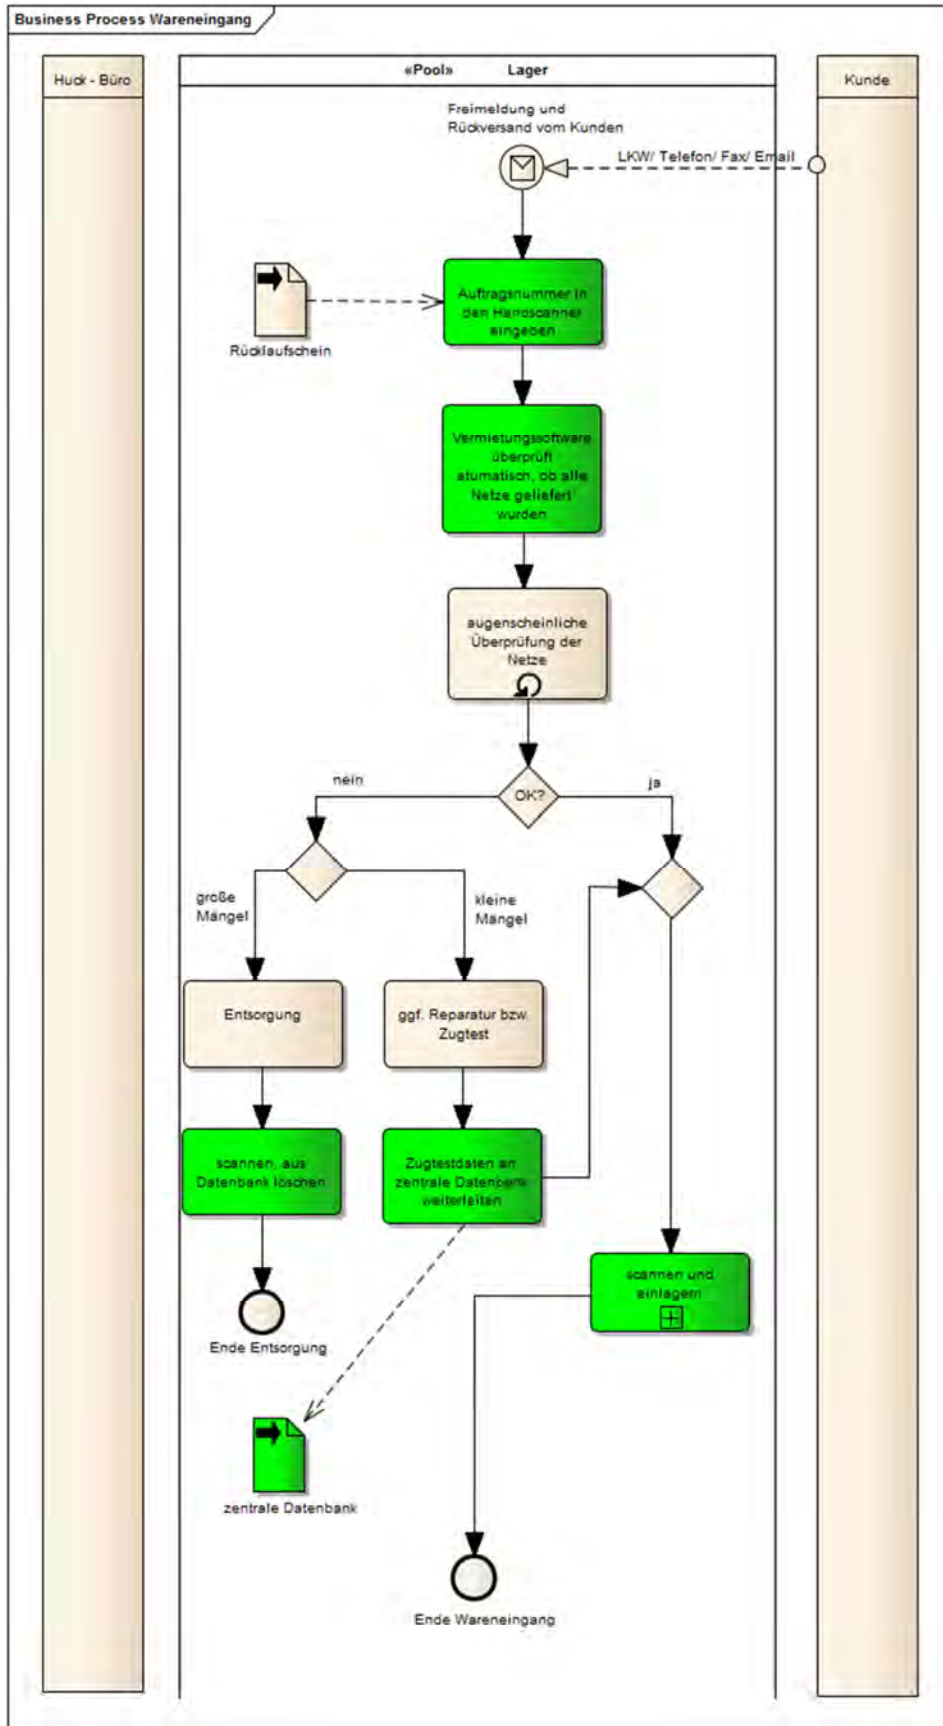 Business Process Wareneingang
Huck - Büro
«Pool» Lager
Kunde
Freimeldung und
Rückversand vom Kunden
LKW/ Telefon/ Fax/ Email
Auftragsnummer in
den Handscanner
eingeben
Rücklaufschein
Vermietungssoftware
überprüft
atumatisch, ob alle
Netze geliefert
wurden
augenscheinliche
Überprüfung der
Netze
nein
OK?
ja
große
Mängel
kleine
Mängel
Entsorgung
ggf. Reparatur bzw.
Zugtest
scannen, aus
Datenbank löschen
Zugtestdaten an
zentrale Datenbank
weiterleiten
scannen und
einlagern
Ende Entsorgung
zentrale Datenbank
Ende Wareneingang